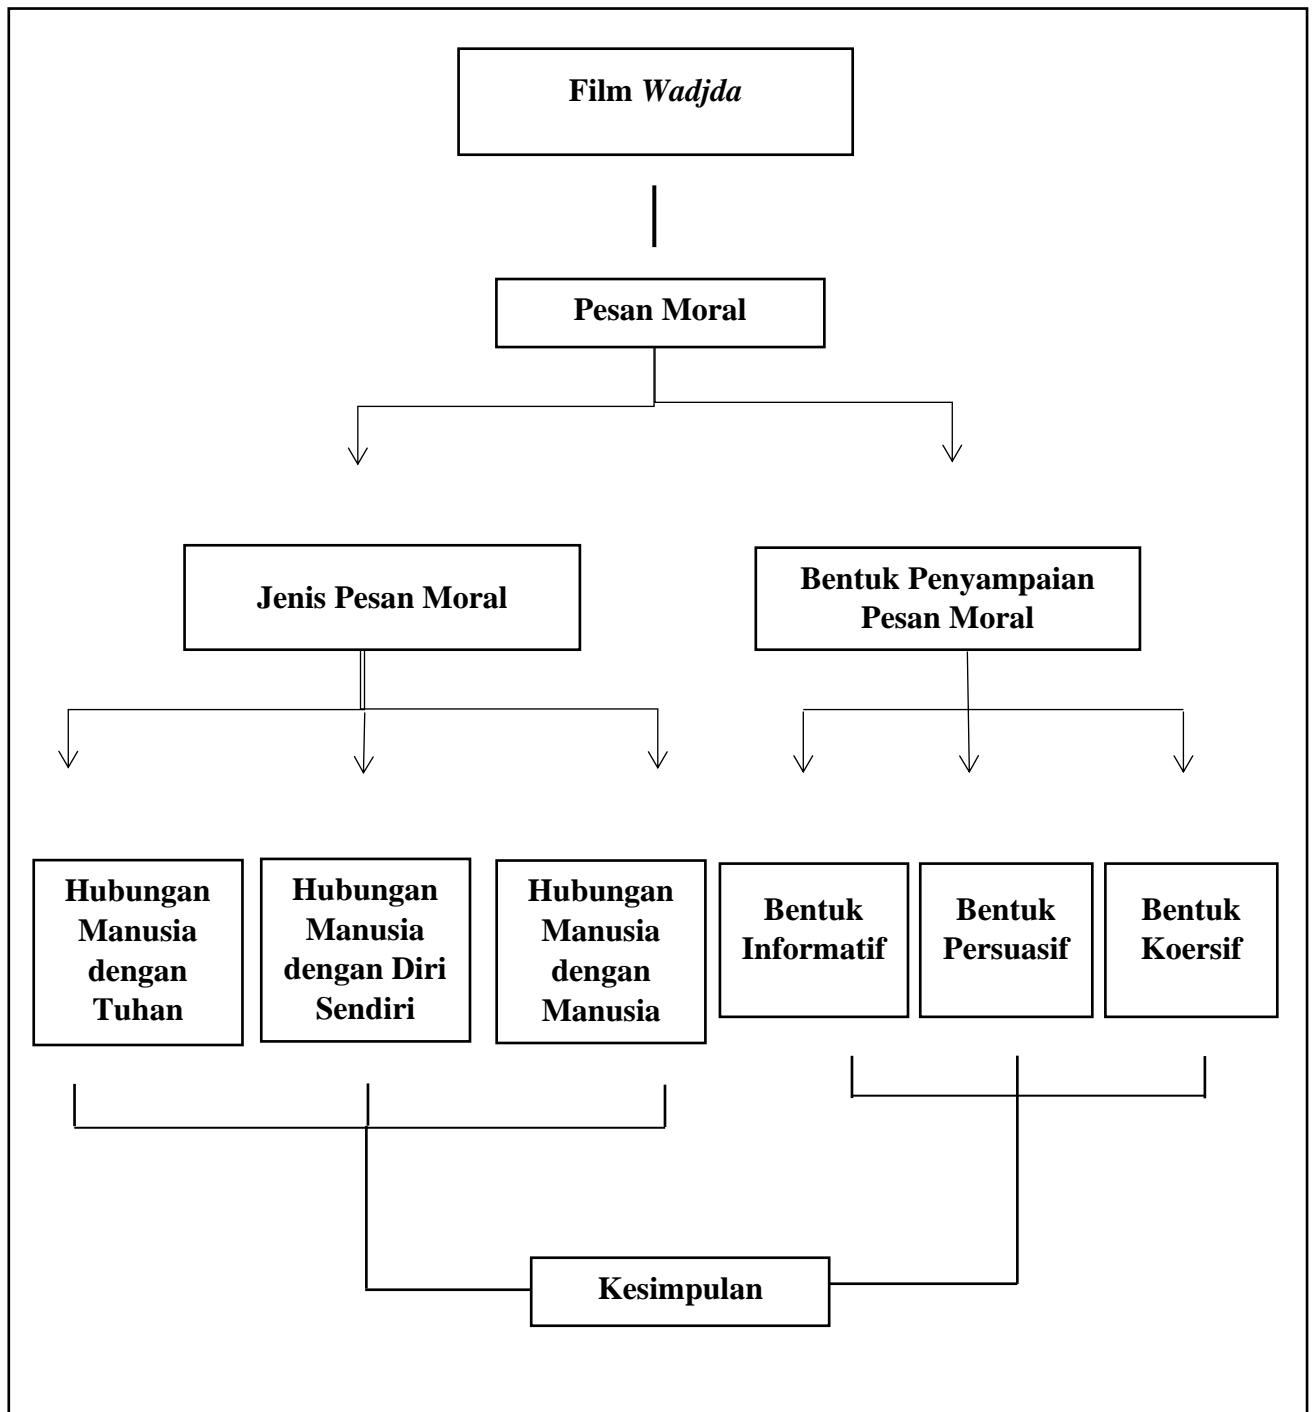 Film Wadjda
Pesan Moral
Jenis Pesan Moral
Bentuk Penyampaian
Pesan Moral
Hubungan
Manusia
dengan
Tuhan
Hubungan
Manusia
dengan Diri
Sendiri
Hubungan
Manusia
dengan
Manusia
Bentuk
Informatif
Bentuk
Persuasif
Bentuk
Koersif
Kesimpulan